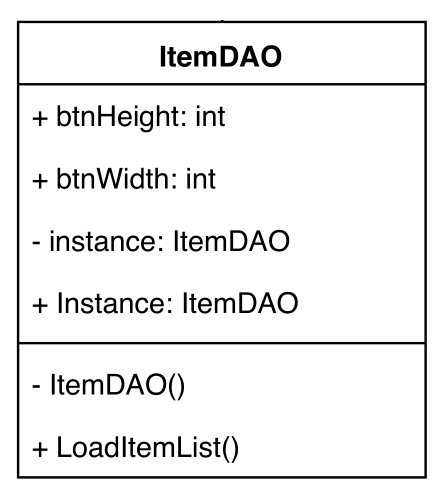 ItemDAO
+ btnHeight: int
+ btnWidth: int
- instance: ItemDAO
+ Instance: ItemDAO
- ItemDAO()
+ LoadItemList()